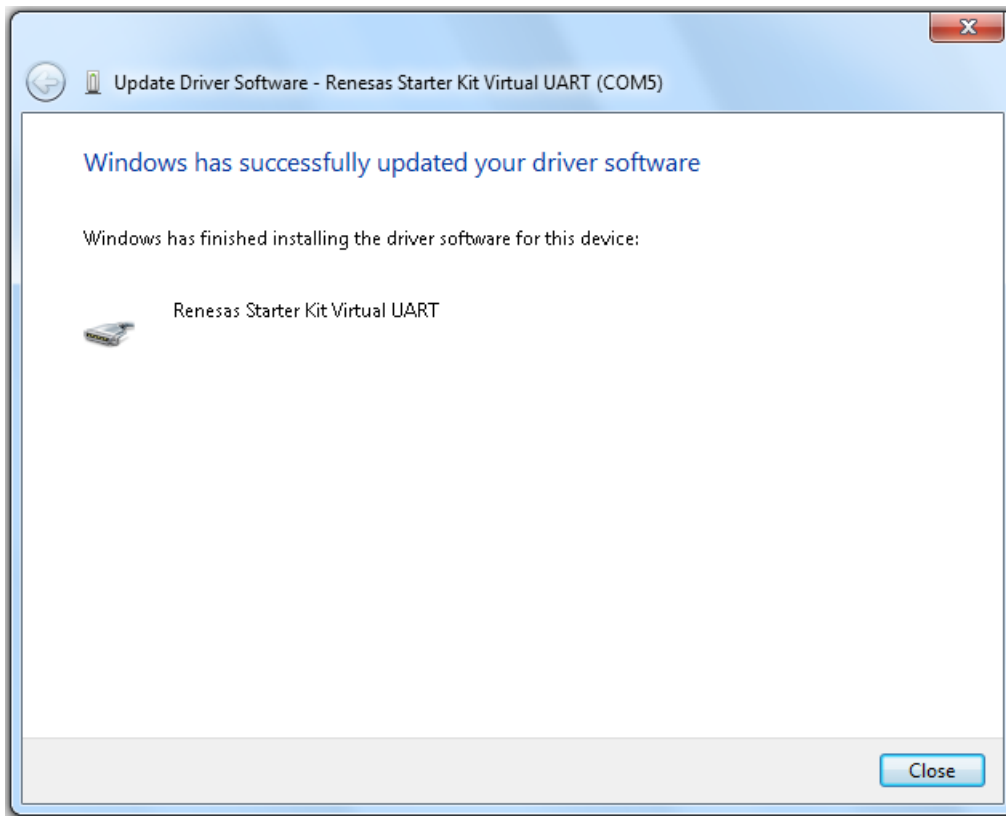 Update Driver Software - Renesas Starter Kit Virtual UART (COM5)
Windows has successfully updated your driver software
Windows has finished installing the driver software for this device:
Renesas Starter Kit Virtual UART
Close